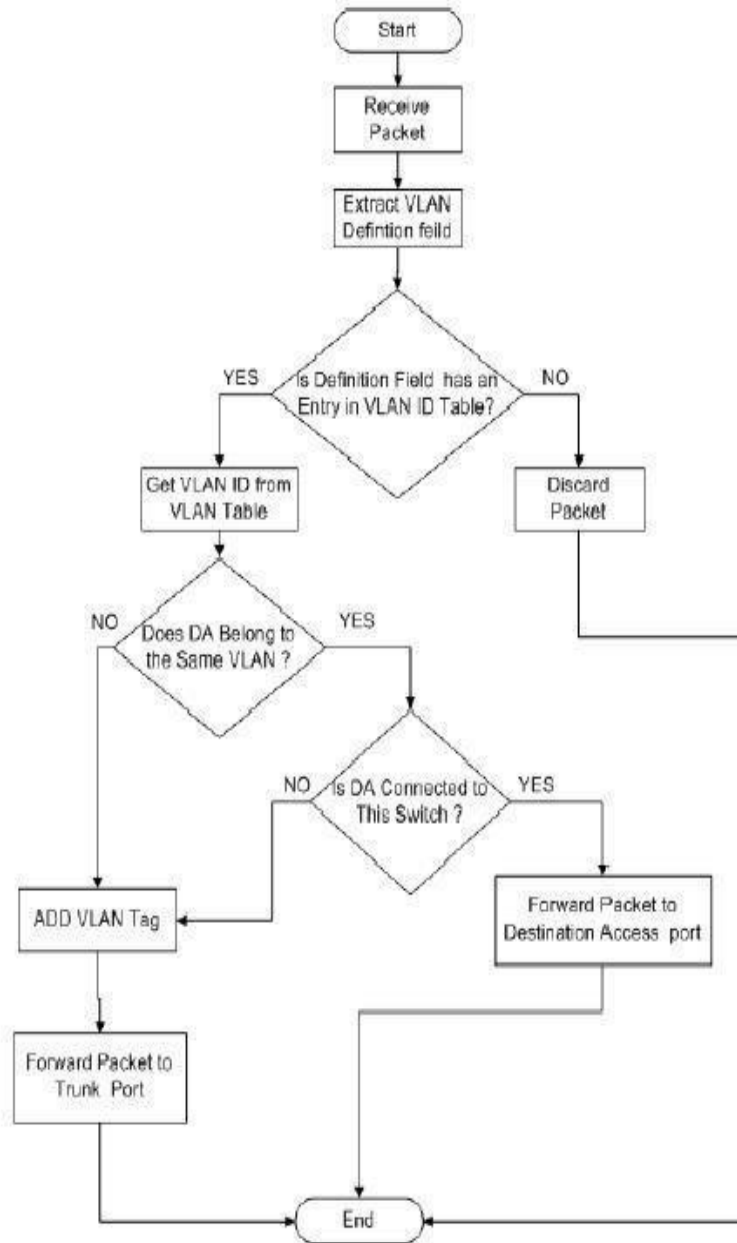 Start
Receive
Packet
Extract VLAN
Defintion feild
Is Definition Field has an
Entry in VLAN ID Table?
YES
NO
Get VLAN ID from
VLAN Table
Discard
Packet
Does DA Belong to
the Same VLAN ?
NO
YES
Is DA Connected to
This Switch ?
NO
YES
ADD VLAN Tag
Forward Packet to
Destination Access port
Forward Packet to
Trunk Port
End